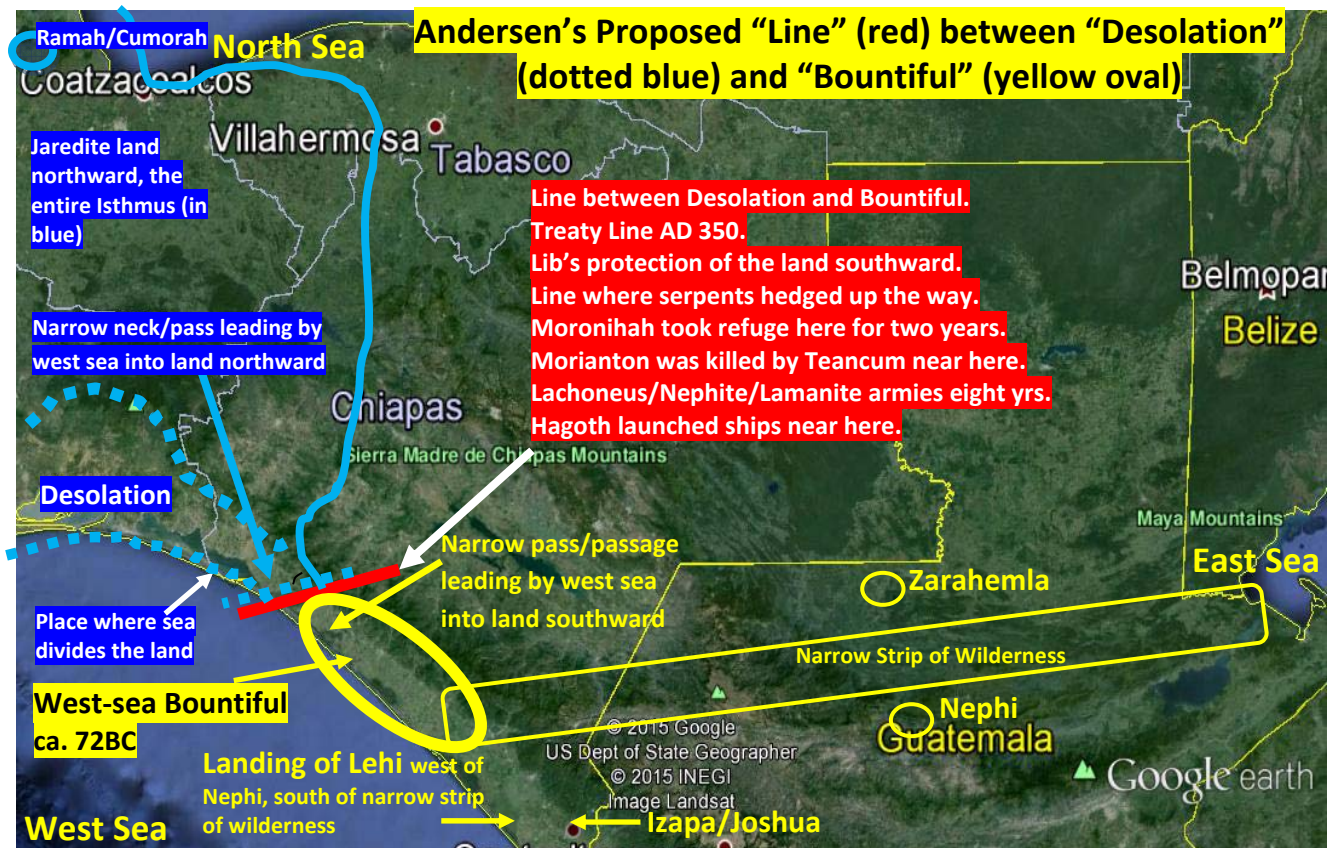 Andersen's Proposed "Line" (red) between "Desolation"
(dotted blue) and "Bountiful" (yellow oval)
Ramah/Cumorah
North Sea
Coatzacoalcos
Villahermosa
Tabasco
Jaredite land
northward, the
entire Isthmus (in
blue)
Line between Desolation and Bountiful.
Treaty Line AD 350.
Lib's protection of the land southward.
Line where serpents hedged up the way.
Moronihah took refuge here for two years.
Morianton was killed by Teancum near here.
Lachoneus/Nephite/Lamanite armies eight yrs.
Hagoth launched ships near here.
Belmopan
Belize
Narrow neck/pass leading by
west sea into land northward
Chiapas
Sierra Madre de Chiapas Mountains
Desolation
Maya Mountains
East Sea
Narrow pass/passage
leading by west sea
into land southward
Zarahemla
Place where sea
divides the land
Narrow Strip of Wilderness
West-sea Bountiful
ca. 72BC
Nephi
Guatemala
© 2015 Google
US Dept of State Geographer
© 2015 INEGI
Image Landsat
Google earth
Landing of Lehi west of
Nephi, south of narrow strip
of wilderness
Izapa/Joshua
West Sea